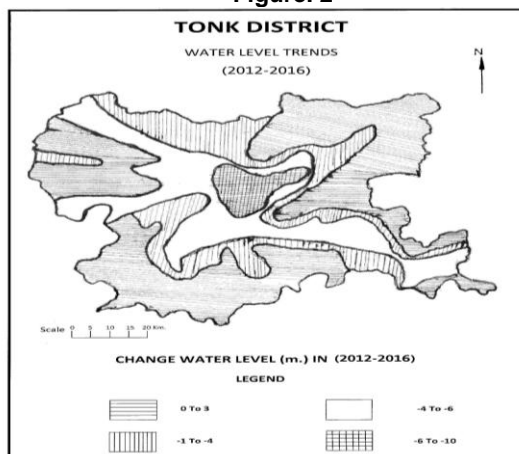 Figure. 2
TONK DISTRICT
WATER LEVEL TRENDS
(2012-2016)
N
Scale 0 5 10 15 20 Km.
CHANGE WATER LEVEL (m.) IN (2012-2016)
LEGEND
0 To 3
-4 To -6
-1 To -4
-6 To -10